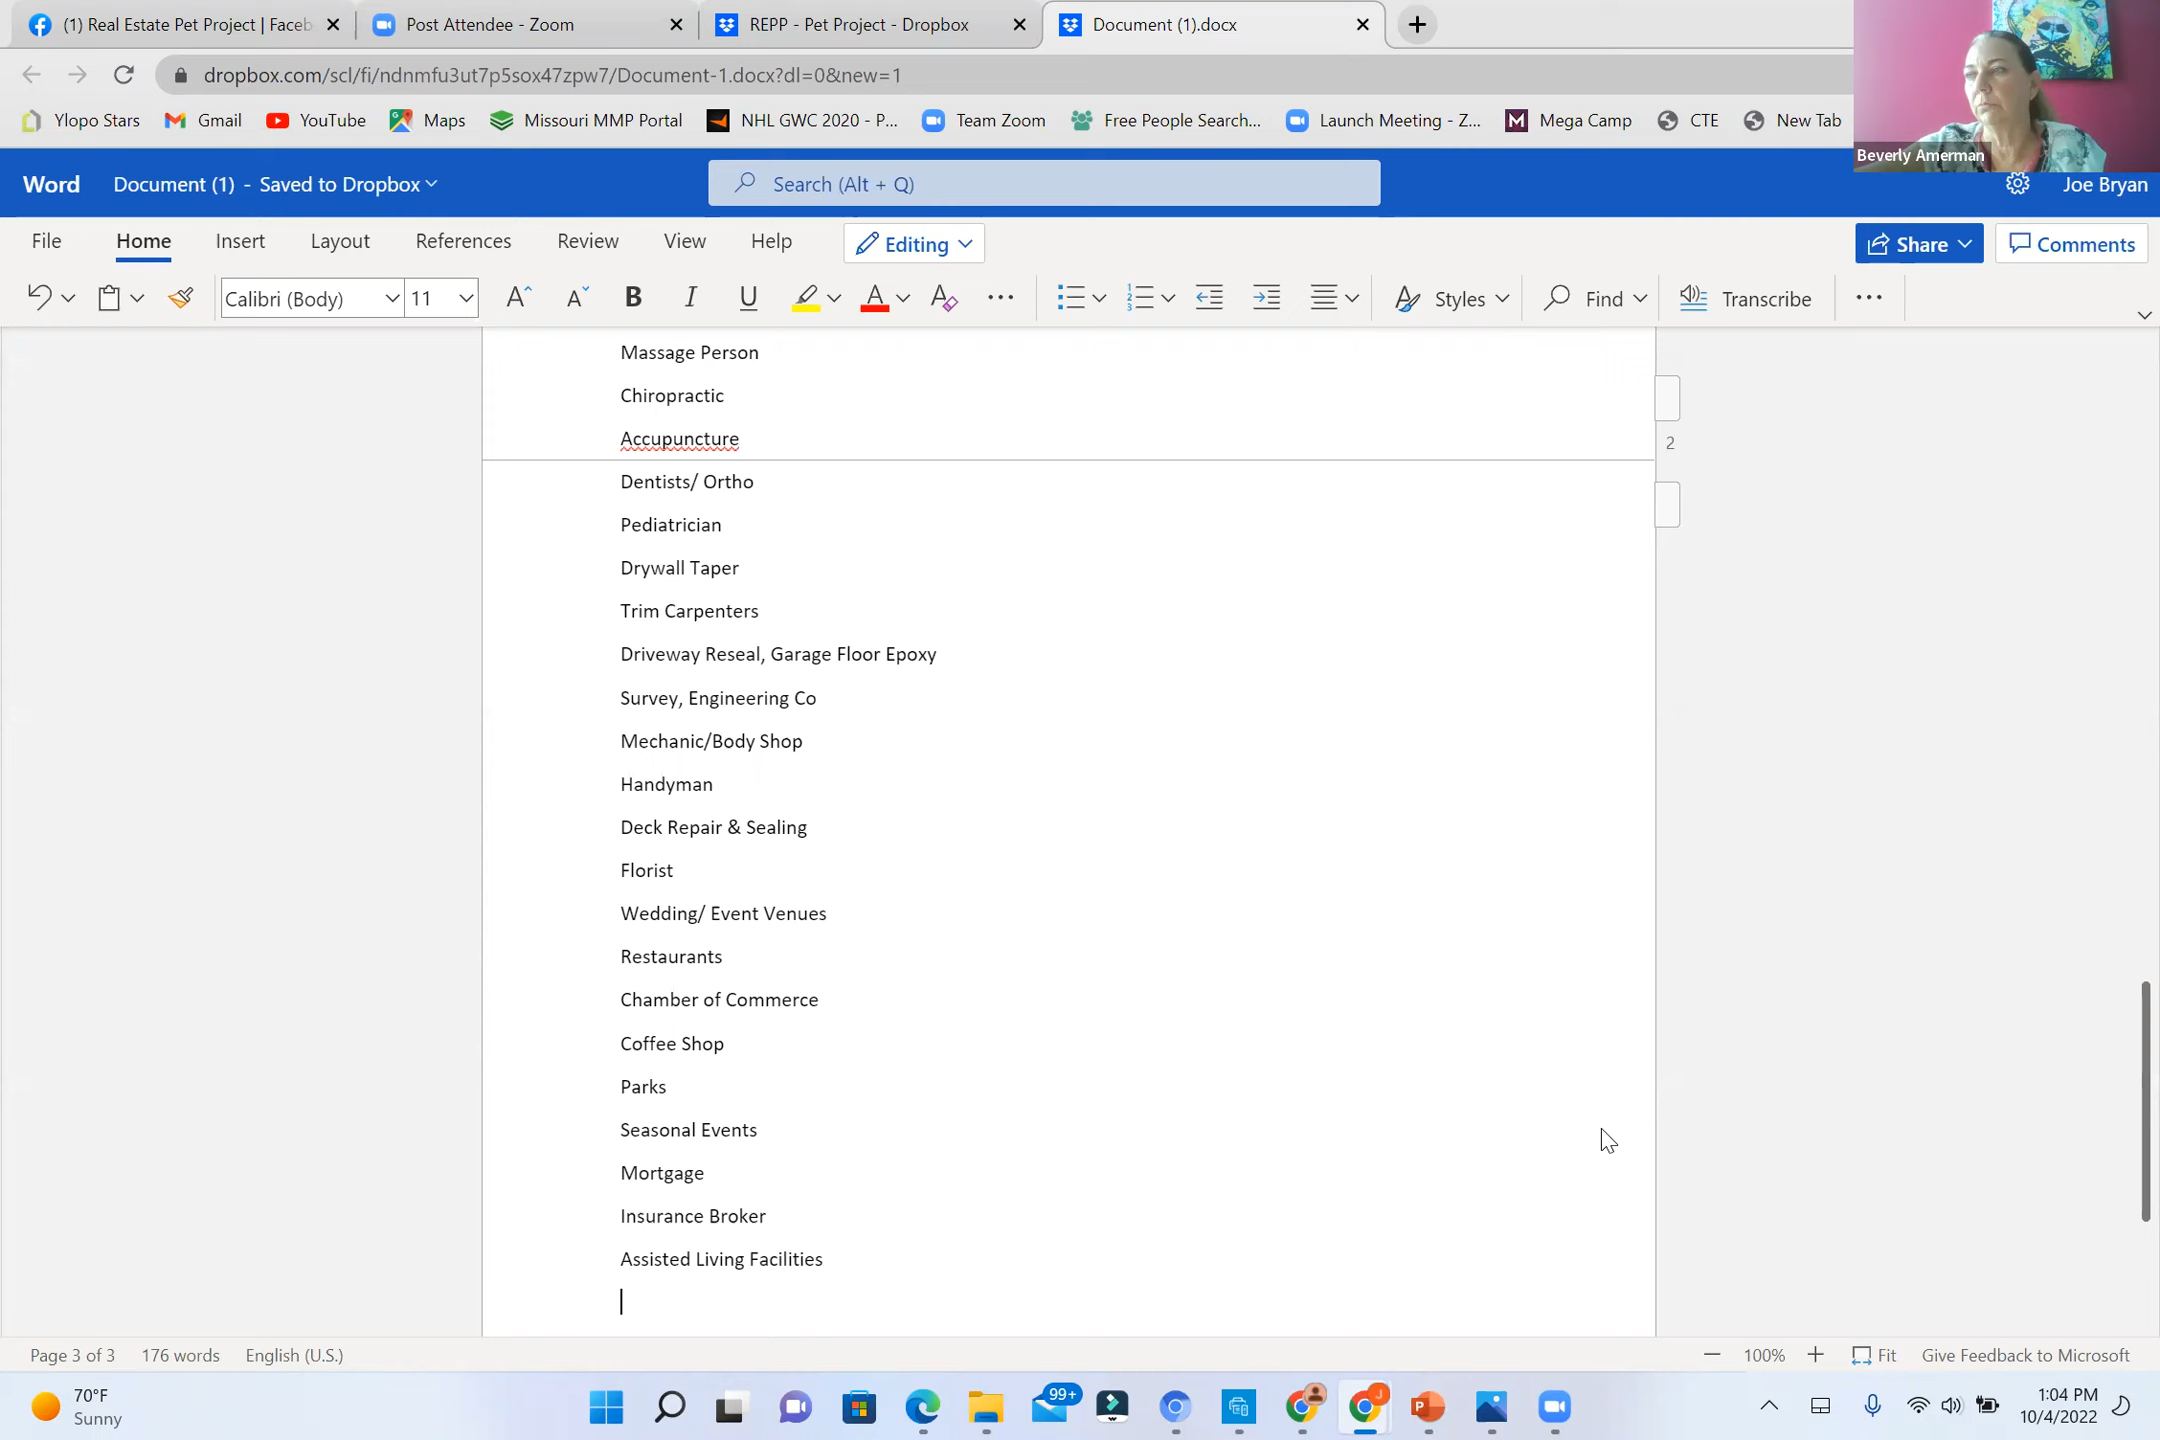 (1) Real Estate Pet Project | Faceb
Post Attendee - Zoom
REPP - Pet Project - Dropbox
Document (1).docx
dropbox.com/scl/fi/ndnmfu3ut7p5sox47zpw7/Document-1.docx?dl=0&new=1
Ylopo Stars
Gmail
YouTube
Maps
Missouri MMP Portal
NHL GWC 2020 - P...
Team Zoom
Free People Search...
Launch Meeting - Z...
Mega Camp
CTE
New Tab
Beverly Amerman
Word
Document (1) - Saved to Dropbox
Search (Alt + Q)
Joe Bryan
File
Home
Insert
Layout
References
Review
View
Help
Editing
Share
Comments
Calibri (Body)
11
Styles
Find
Transcribe
Massage Person
Chiropractic
Accupuncture
2
Dentists/ Ortho
Pediatrician
Drywall Taper
Trim Carpenters
Driveway Reseal, Garage Floor Epoxy
Survey, Engineering Co
Mechanic/Body Shop
Handyman
Deck Repair & Sealing
Florist
Wedding/ Event Venues
Restaurants
Chamber of Commerce
Coffee Shop
Parks
Seasonal Events
Mortgage
Insurance Broker
Assisted Living Facilities
Page 3 of 3
176 words
English (U.S.)
100%
Fit
Give Feedback to Microsoft
70°F
Sunny
99+
1:04 PM
10/4/2022